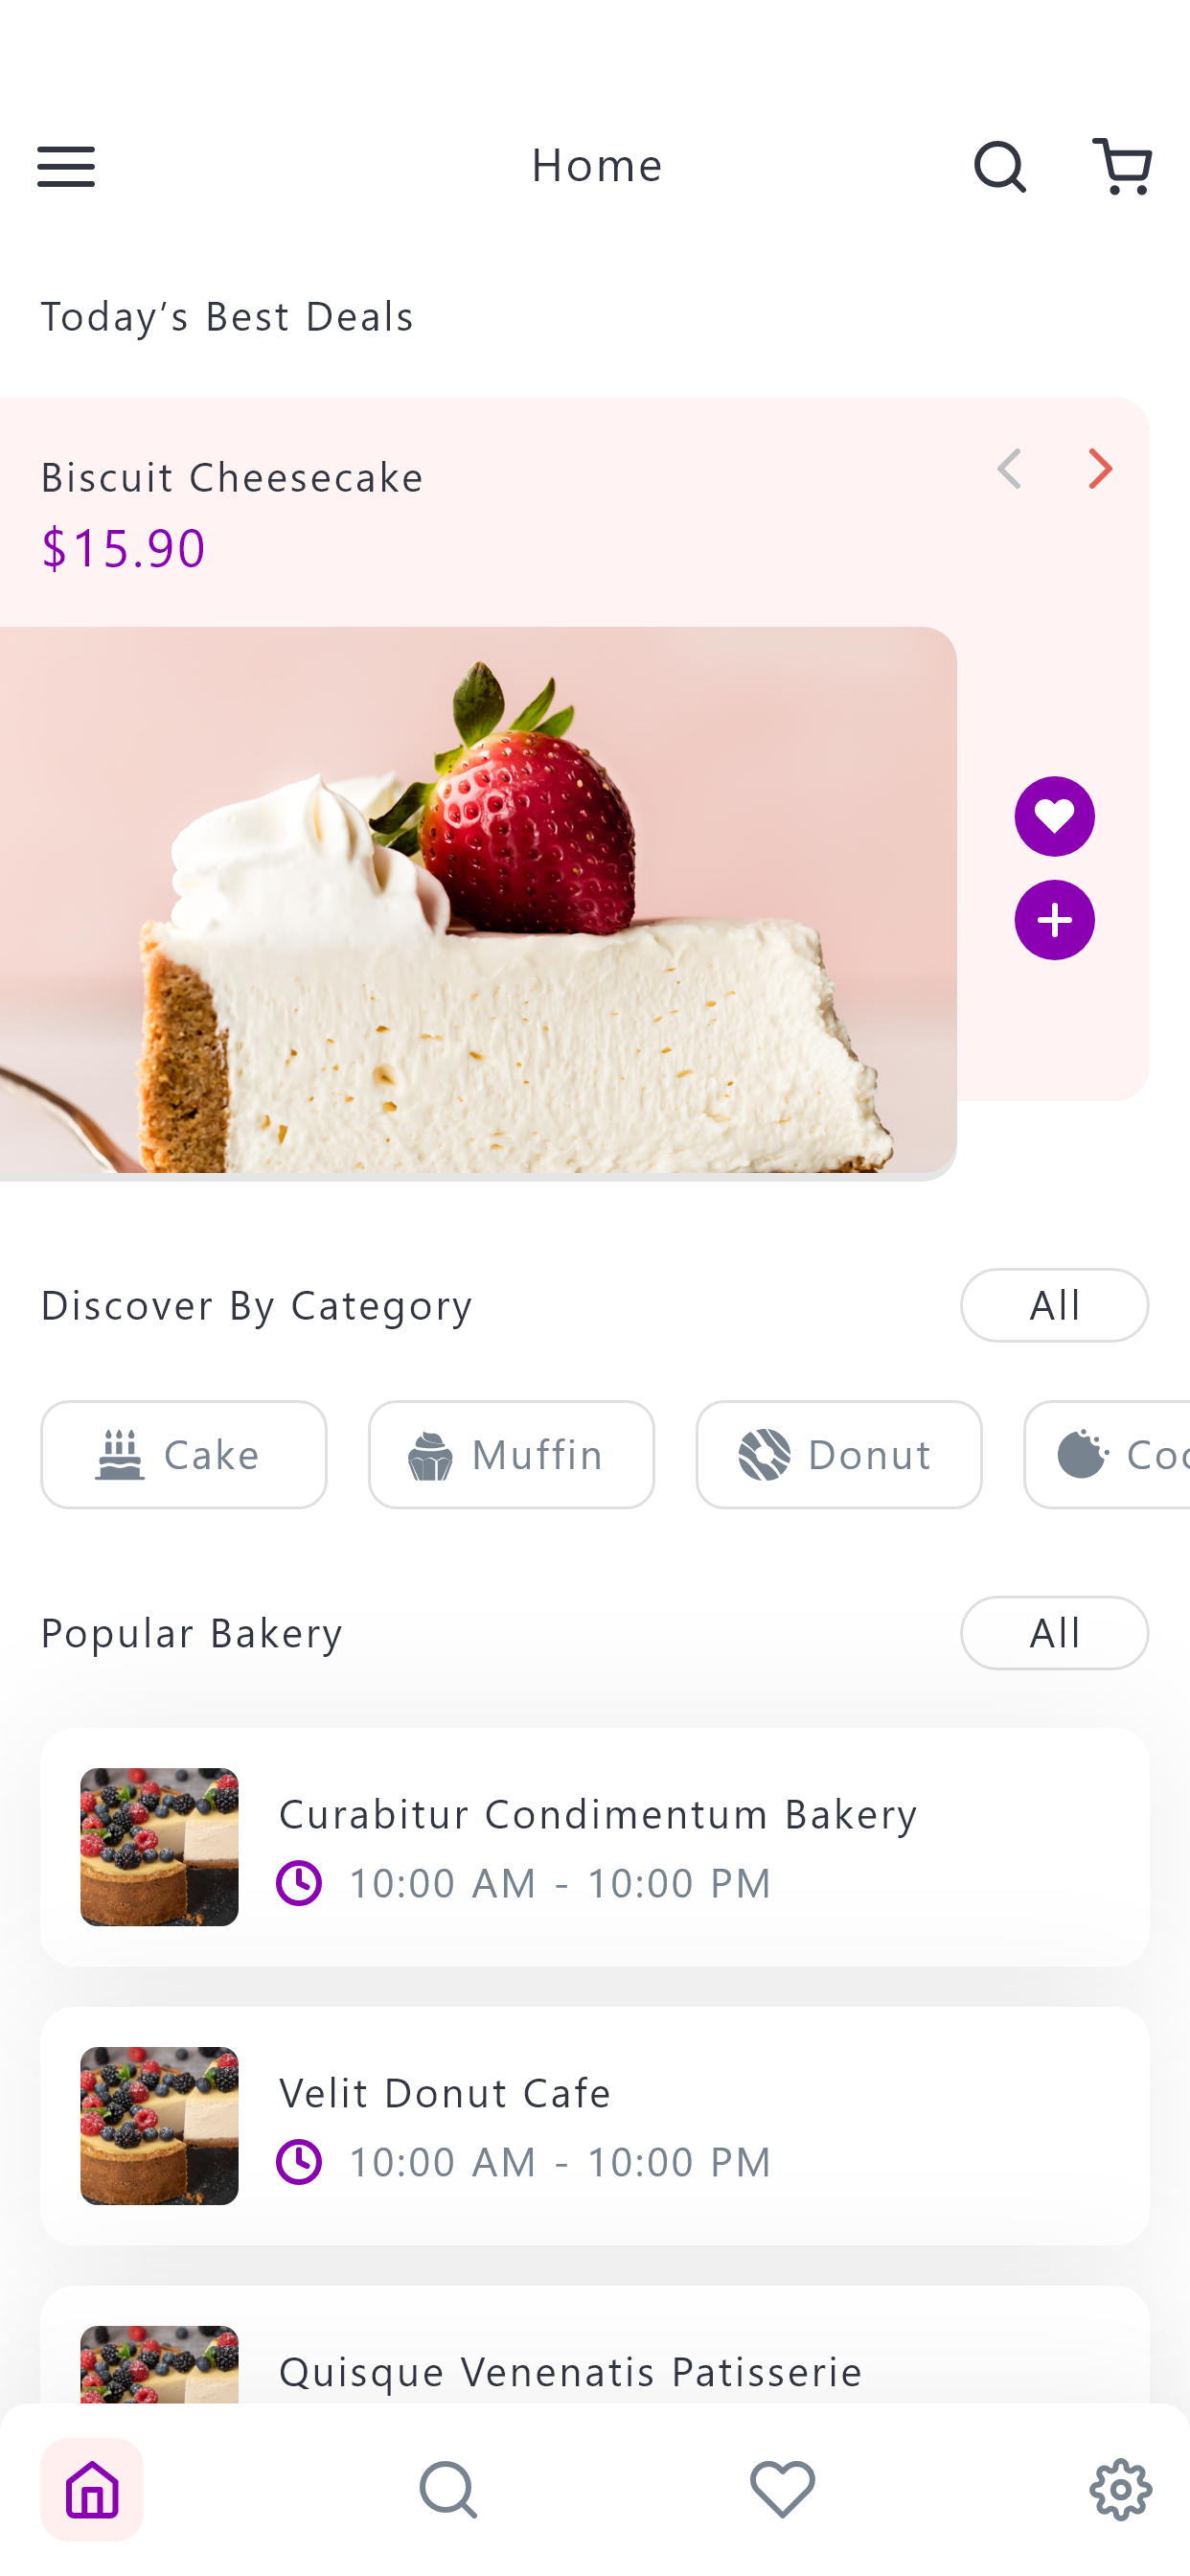 Home
Today’s Best Deals
Biscuit Cheesecake
$15.90
Discover By Category
All
Cake
Muffin
Donut
Popular Bakery
All
Curabitur Condimentum Bakery
10:00 AM - 10:00 PM
Velit Donut Cafe
10:00 AM - 10:00 PM
Quisque Venenatis Patisserie